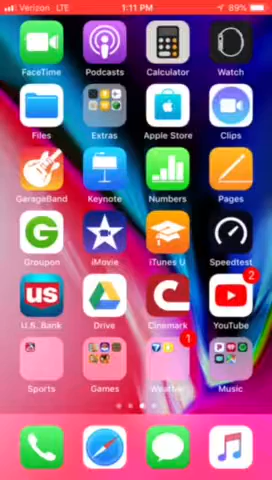 Verizon LTE 1:11 PM 89%
FaceTime Podcasts Calculator Watch
Files Extras Apple Store Clips
GarageBand Keynote Numbers Pages
G
Groupon iMovie iTunes U Speedtest
us C 2
U.S. Bank Drive Cinemark YouTube
1
Sports Games Weather Music